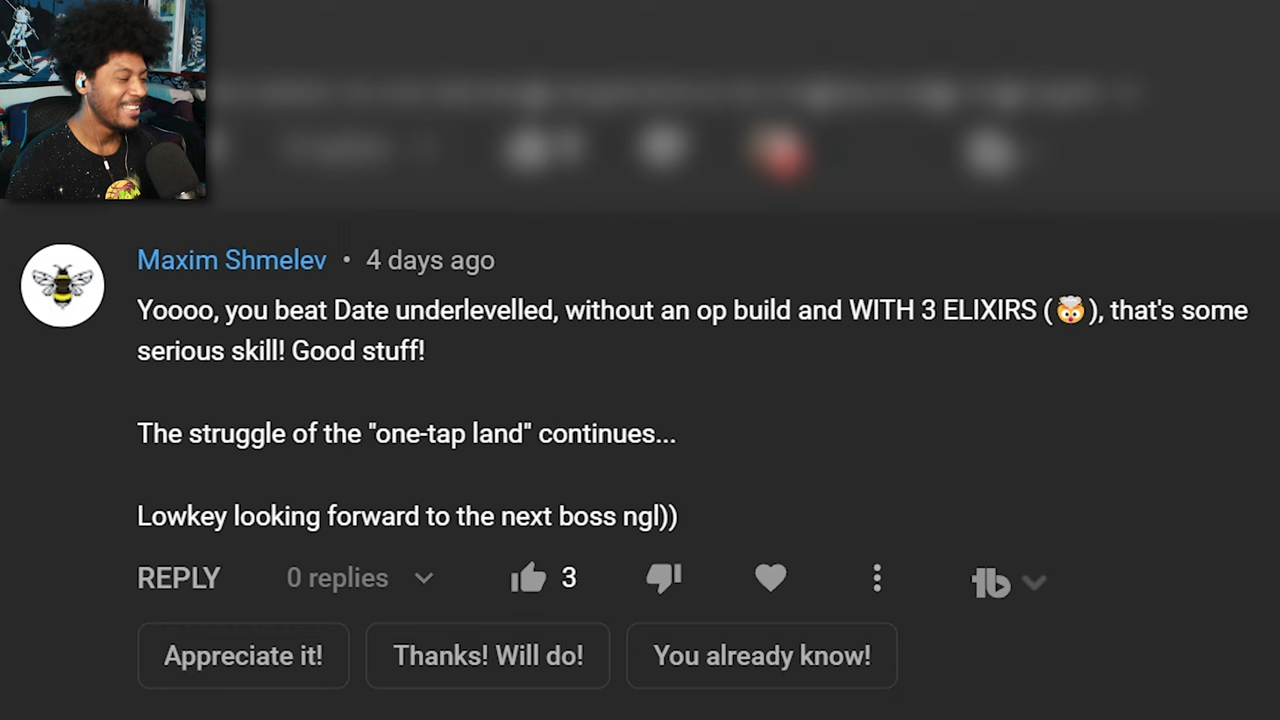 Maxim Shmelev • 4 days ago
Yoooo, you beat Date underlevelled, without an op build and WITH 3 ELIXIRS (🤯), that's some
serious skill! Good stuff!
The struggle of the "one-tap land" continues...
Lowkey looking forward to the next boss ngl))
REPLY 0 replies 3
Appreciate it! Thanks! Will do! You already know!